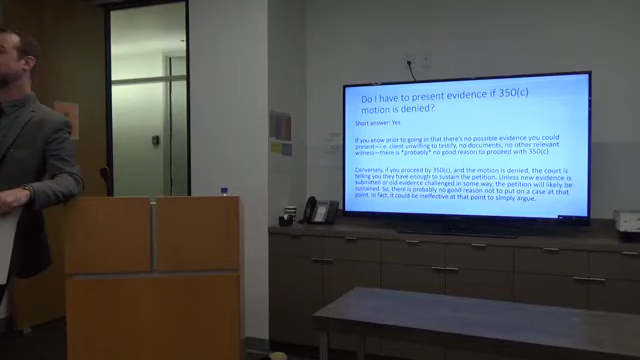 Do I have to present evidence if 350(c)
motion is denied?
Short answer: Yes.
If you know prior to going in that there's no possible evidence you could
present—i.e. client unwilling to testify, no documents, no other relevant
witness—there is *probably* no good reason to proceed with 350(c)
Conversely, if you proceed by 350(c), and the motion is denied, the court is
telling you they have enough to sustain the petition. Unless new evidence is
submitted or old evidence challenged in some way, the petition will likely be
sustained. So, there is probably no good reason not to put on a case at that
point. In fact, it could be ineffective at that point to simply argue.